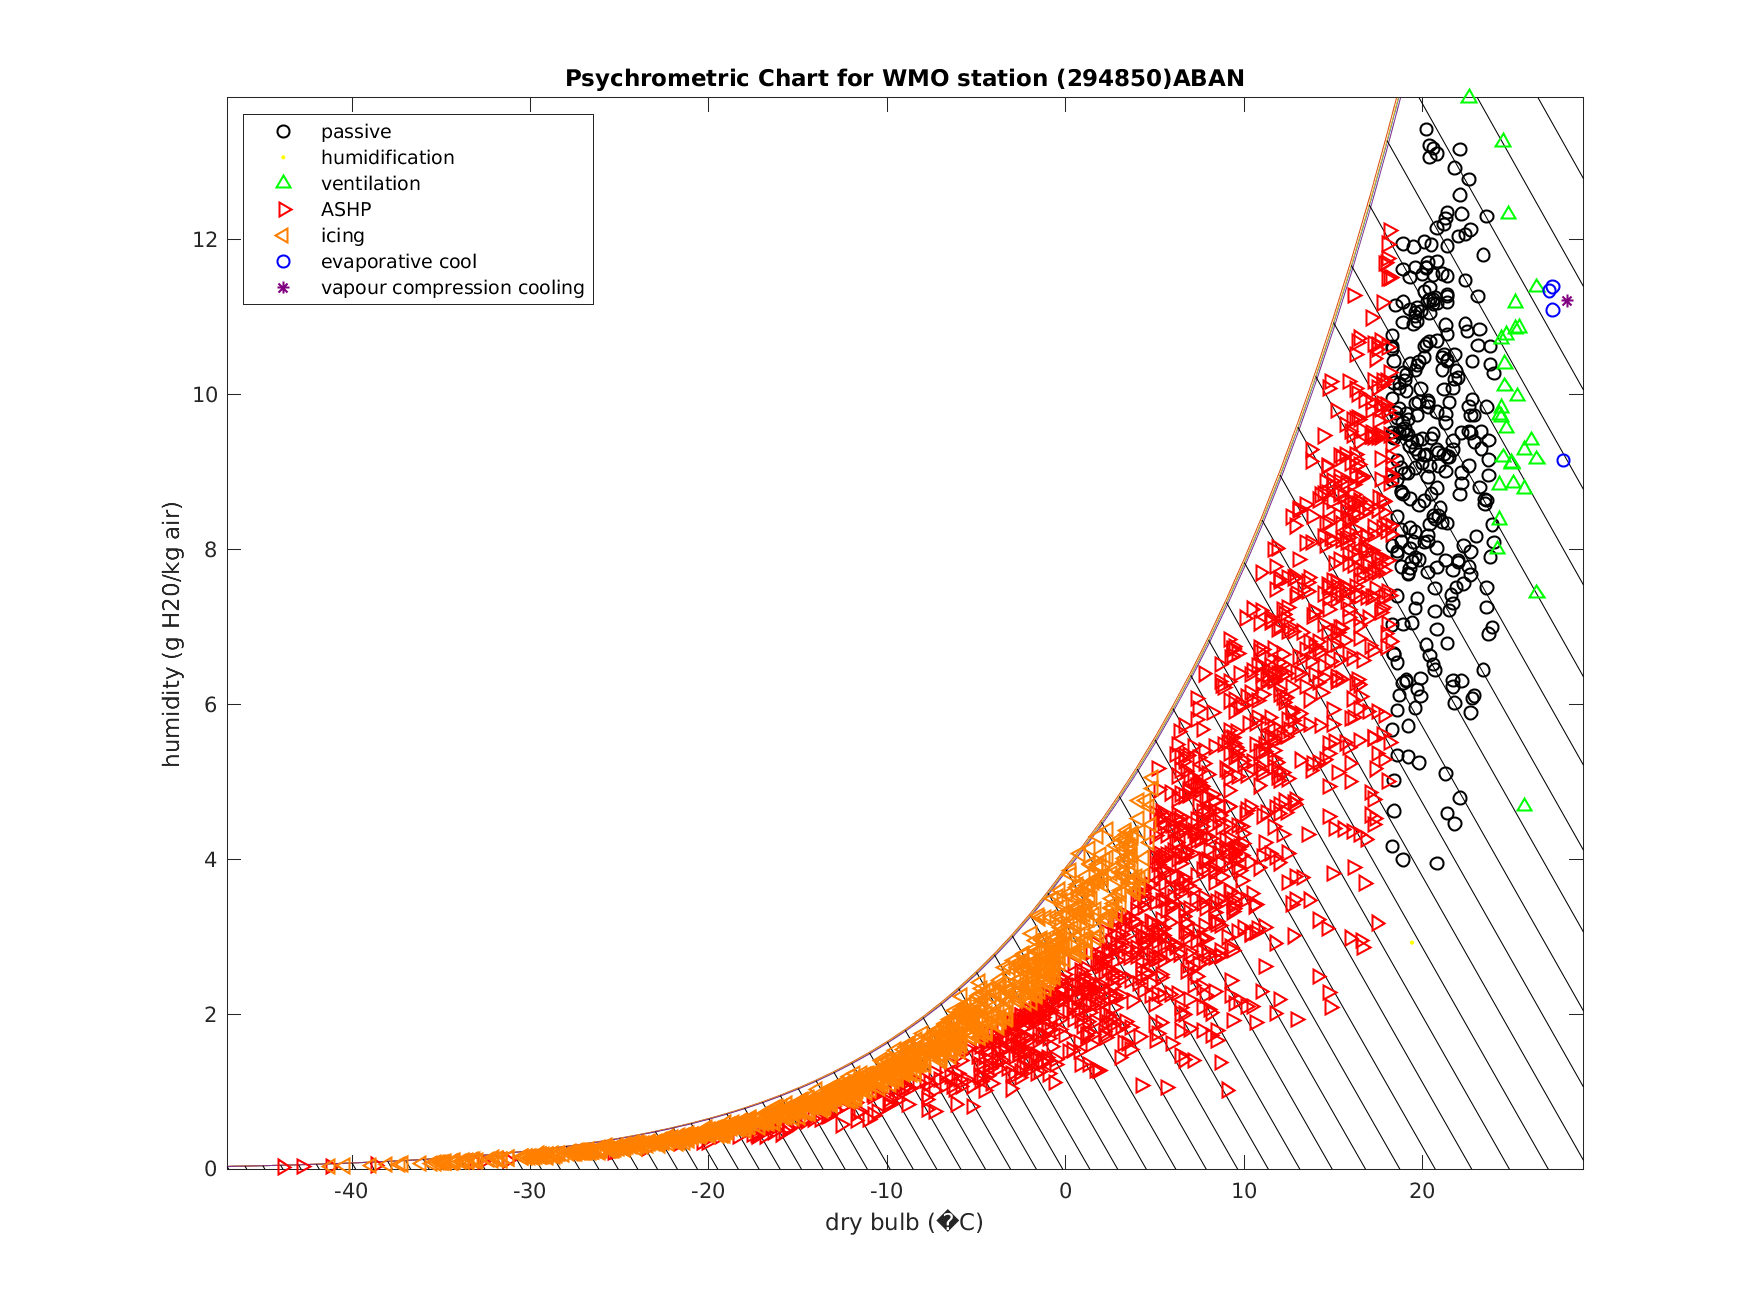 Psychrometric Chart for WMO station (294850)ABAN
passive
humidification
ventilation
ASHP
icing
evaporative cool
vapour compression cooling
humidity (g H20/kg air)
12
10
8
6
4
2
0
-40 -30 -20 -10 0 10 20
dry bulb (�C)